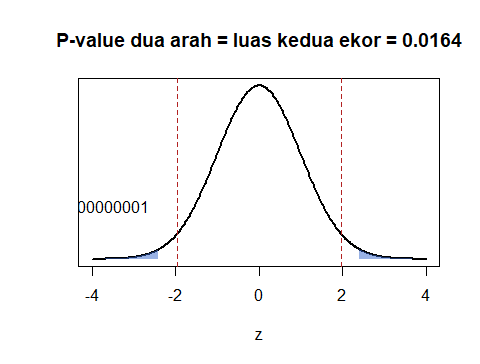 P-value dua arah = luas kedua ekor = 0.0164
00000001
-4 -2 0 2 4
z